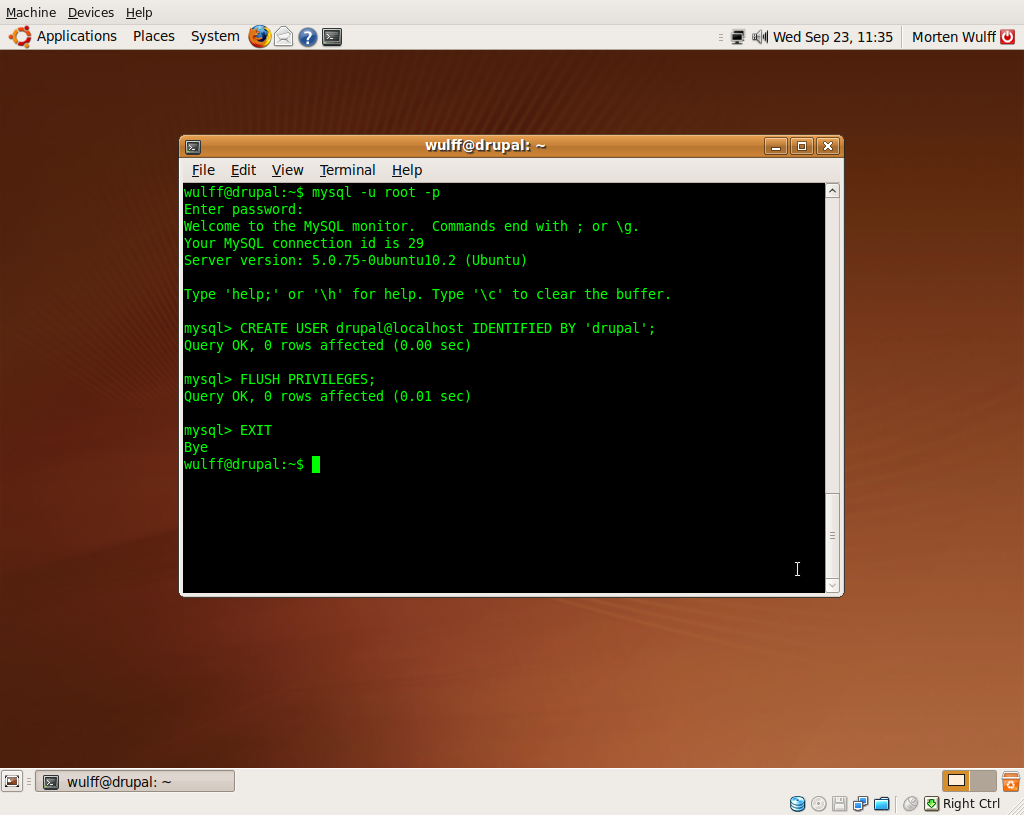 Machine Devices Help
Applications Places System Wed Sep 23, 11:35 Morten Wulff
wulff@drupal: ~
File Edit View Terminal Help
wulff@drupal:~$ mysql -u root -p
Enter password:
Welcome to the MySQL monitor.  Commands end with ; or \g.
Your MySQL connection id is 29
Server version: 5.0.75-0ubuntu10.2 (Ubuntu)
Type 'help;' or '\h' for help. Type '\c' to clear the buffer.
mysql> CREATE USER drupal@localhost IDENTIFIED BY 'drupal';
Query OK, 0 rows affected (0.00 sec)
mysql> FLUSH PRIVILEGES;
Query OK, 0 rows affected (0.01 sec)
mysql> EXIT
Bye
wulff@drupal:~$
wulff@drupal: ~
Right Ctrl